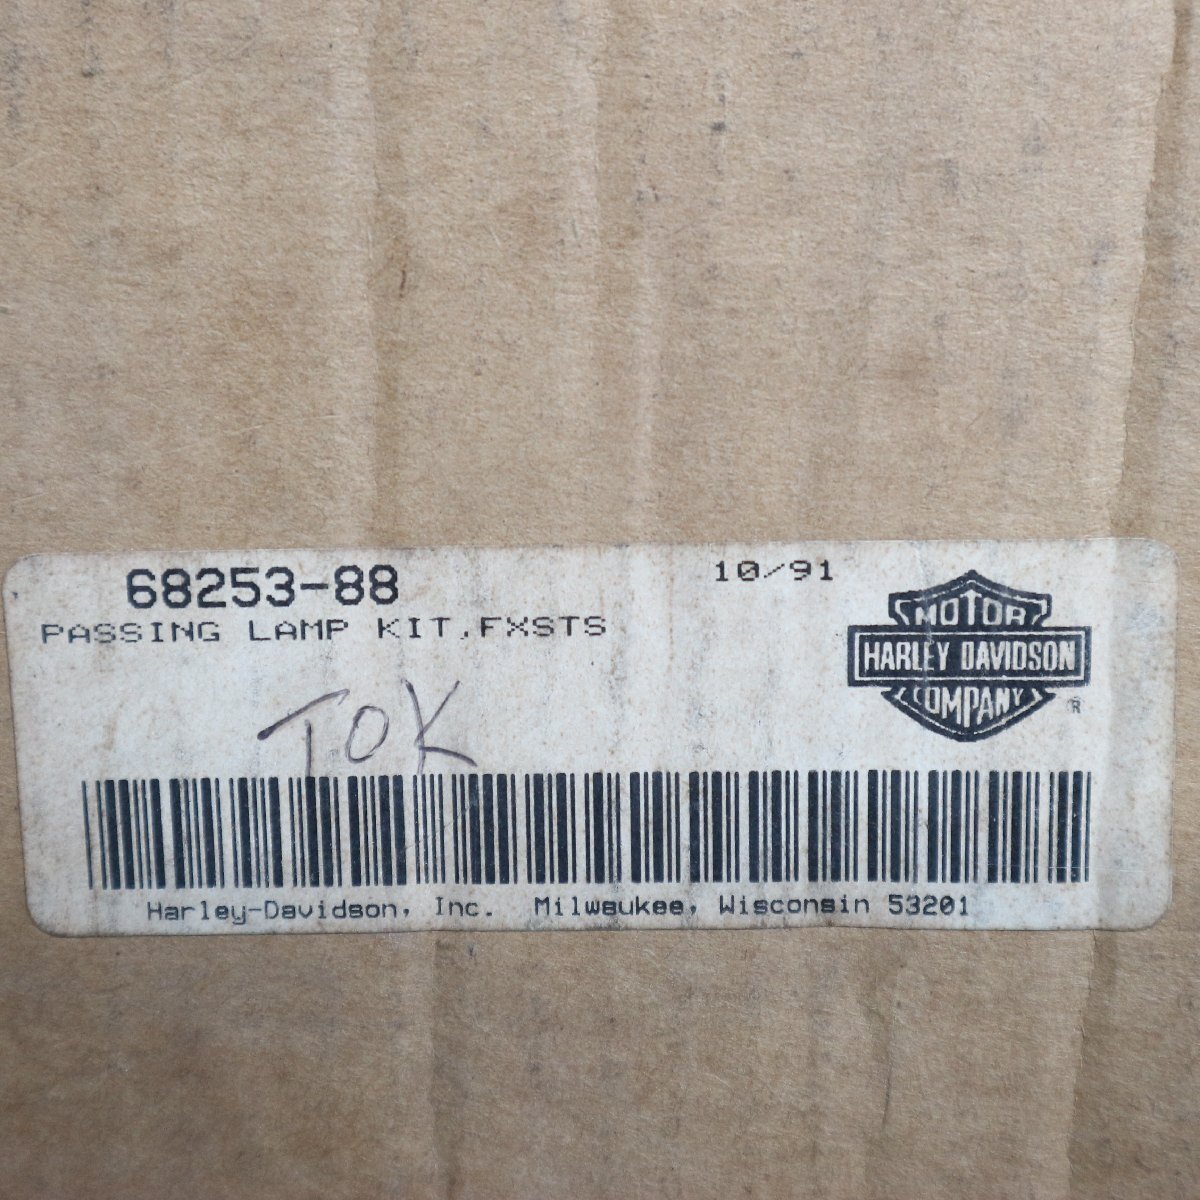 68253-88
10/91
PASSING LAMP KIT,FXSTS
MOTOR
HARLEY DAVIDSON
COMPANY
®
TOK
Harley-Davidson, Inc. Milwaukee, Wisconsin 53201